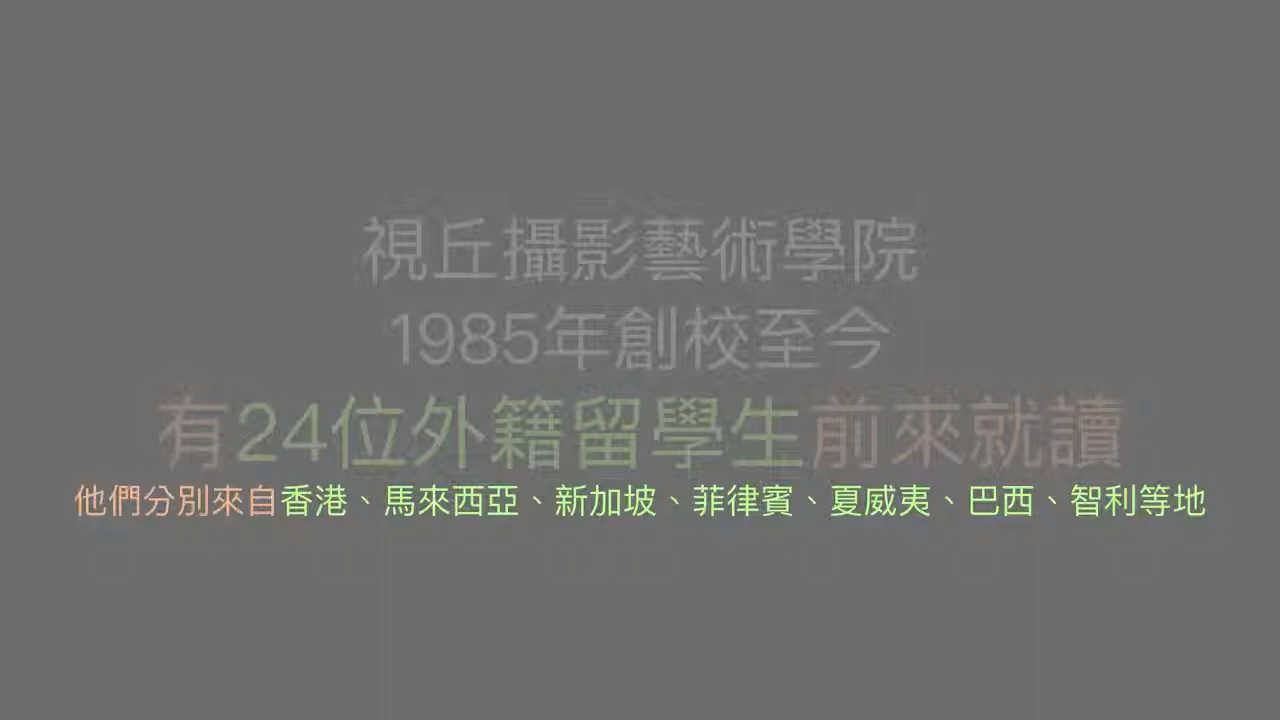 視丘攝影藝術學院
1985年創校至今
有24位外籍留學生前來就讀
他們分別來自香港、馬來西亞、新加坡、菲律賓、夏威夷、巴西、智利等地